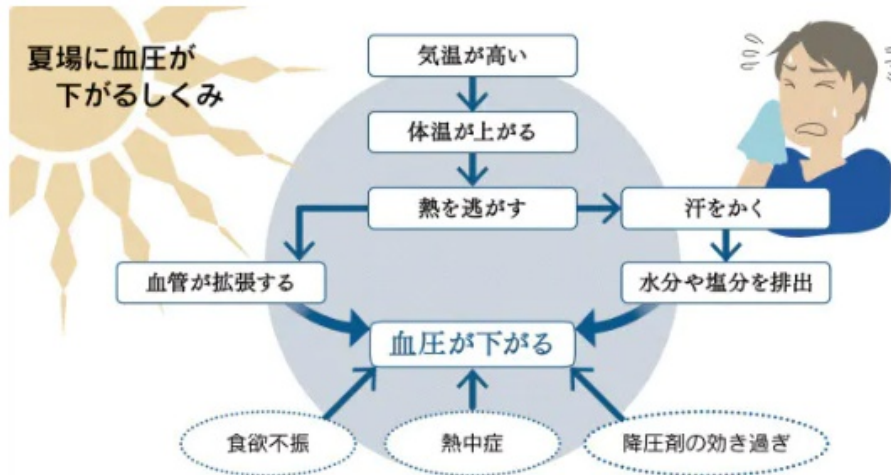 夏場に血圧が
下がるしくみ
気温が高い
体温が上がる
熱を逃がす
汗をかく
血管が拡張する
水分や塩分を排出
血圧が下がる
食欲不振
熱中症
降圧剤の効き過ぎ